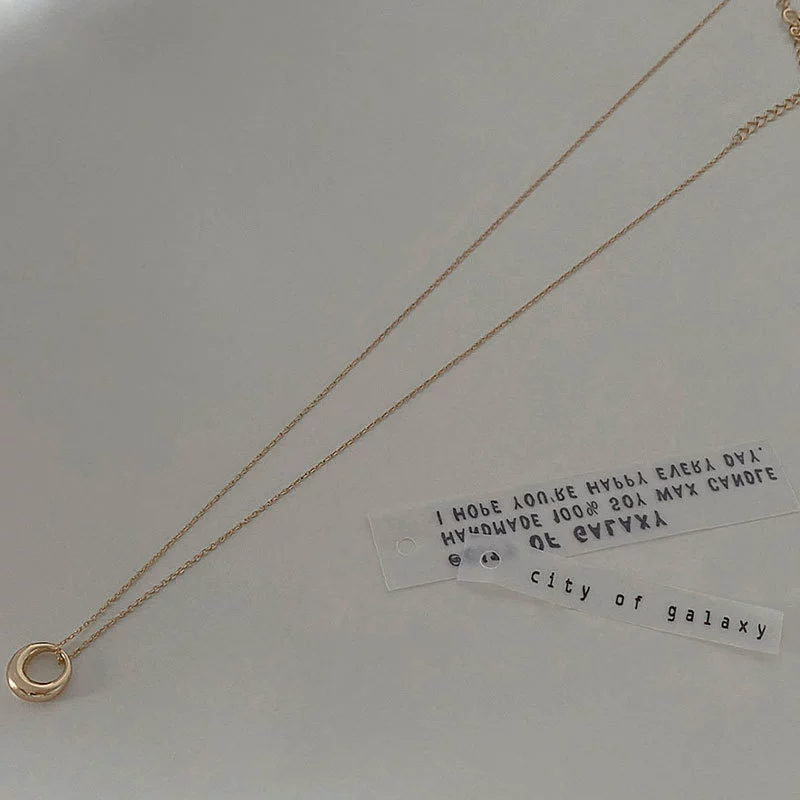 I HOPE YOU'RE HAPPY EVERY DAY.
HANDMADE 100% SOY WAX CANDLE
OF GALAXY
city of galaxy